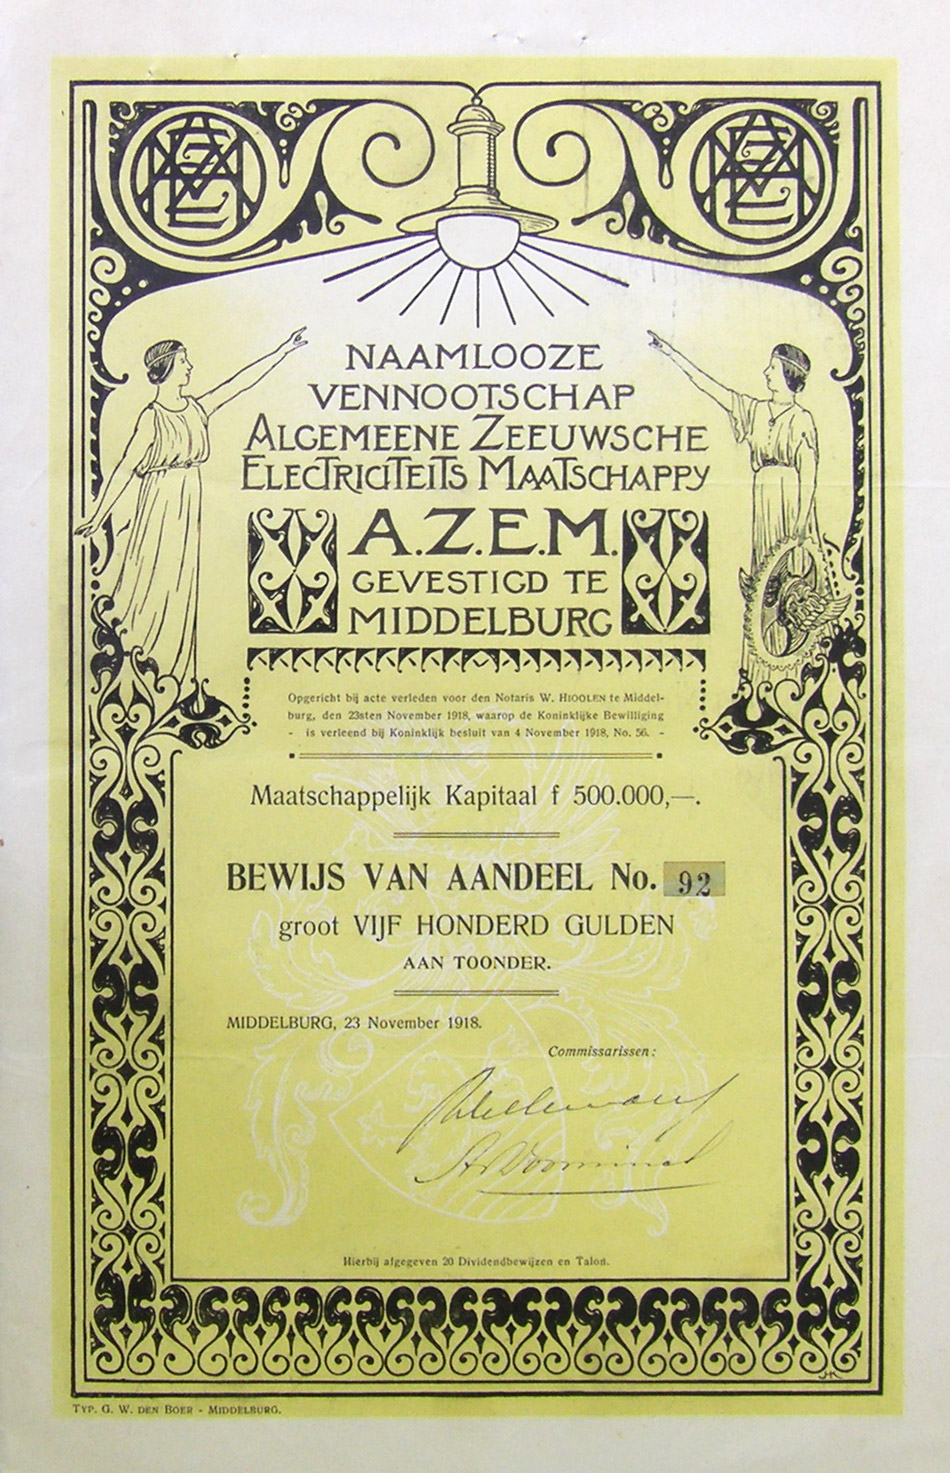 NAAMLOOZE
VENNOOTSCHAP
ALGEMEENE ZEEUWSCHE
ELECTRICITEITS MAATSCHAPPY
A.Z.E.M.
GEVESTIGD TE
MIDDELBURG
Opgericht bij acte verleden voor den Notaris W. HIOOLEN te Middel-
burg, den 23sten November 1918, waarop de Koninklijke Bewilliging
- is verleend bij Koninklijk besluit van 4 November 1918, No. 56. -
Maatschappelijk Kapitaal f 500.000,—.
BEWIJS VAN AANDEEL No. 92
groot VIJF HONDERD GULDEN
AAN TOONDER.
MIDDELBURG, 23 November 1918.
Commissarissen:
Hierbij afgegeven 20 Dividendbewijzen en Talon.
TYP. G. W. DEN BOER - MIDDELBURG.